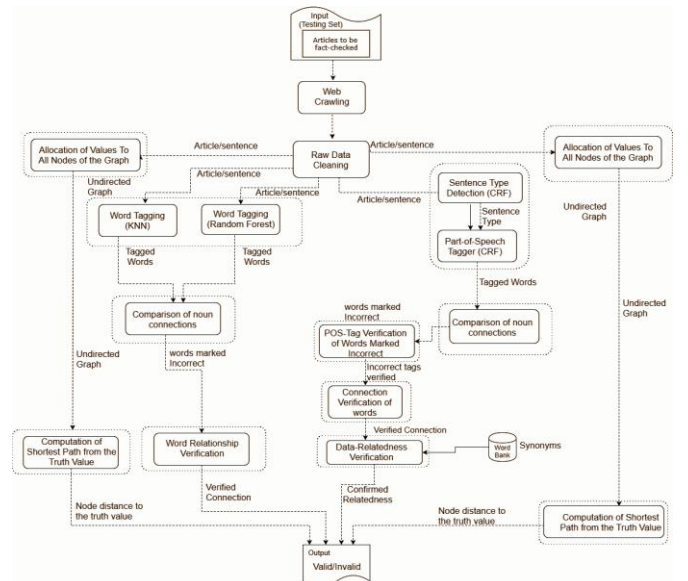 Input
(Testing Set)
Articles to be
fact-checked
Web
Crawling
Raw Data
Cleaning
Article/sentence
Article/sentence
Allocation of Values To
All Nodes of the Graph
Allocation of Values To
All Nodes of the Graph
Article/sentence
Article/sentence
Article/sentence
Undirected
Graph
Undirected
Graph
Word Tagging
(KNN)
Word Tagging
(Random Forest)
Sentence Type
Detection (CRF)
Sentence
Type
Part-of-Speech
Tagger (CRF)
Tagged
Words
Tagged
Words
Tagged Words
Comparison of noun
connections
words marked
Incorrect
Comparison of noun
connections
Undirected
Graph
POS-Tag Verification
of Words Marked
Incorrect
words marked
Incorrect
Undirected
Graph
Incorrect tags
verified
Connection
Verification of
words
Verified Connection
Computation of
Shortest Path from the
Truth Value
Word Relationship
Verification
Data-Relatedness
Verification
Word
Bank
Synonyms
Verified
Connection
Confirmed
Relatedness
Node distance to
the truth value
Node distance to
the truth value
Computation of Shortest
Path from the Truth Value
Output
Valid/Invalid